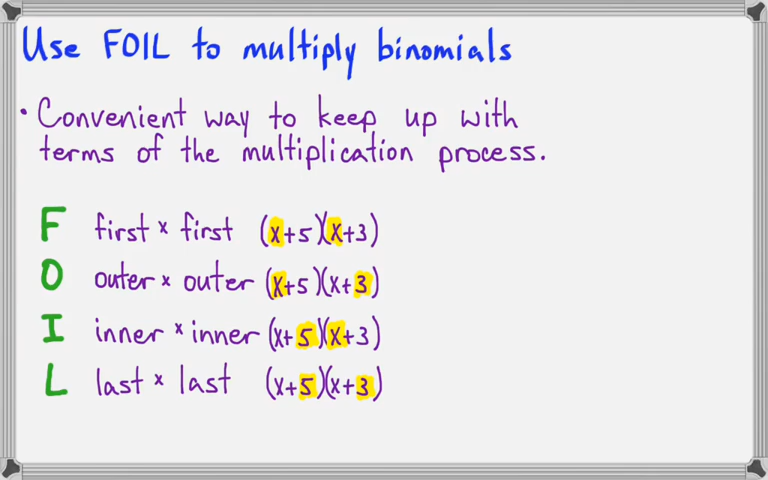 Use FOIL to multiply binomials
• Convenient way to keep up with
terms of the multiplication process.
F first × first (x+5)(x+3)
O outer × outer (x+5)(x+3)
I inner × inner (x+5)(x+3)
L last × last (x+5)(x+3)